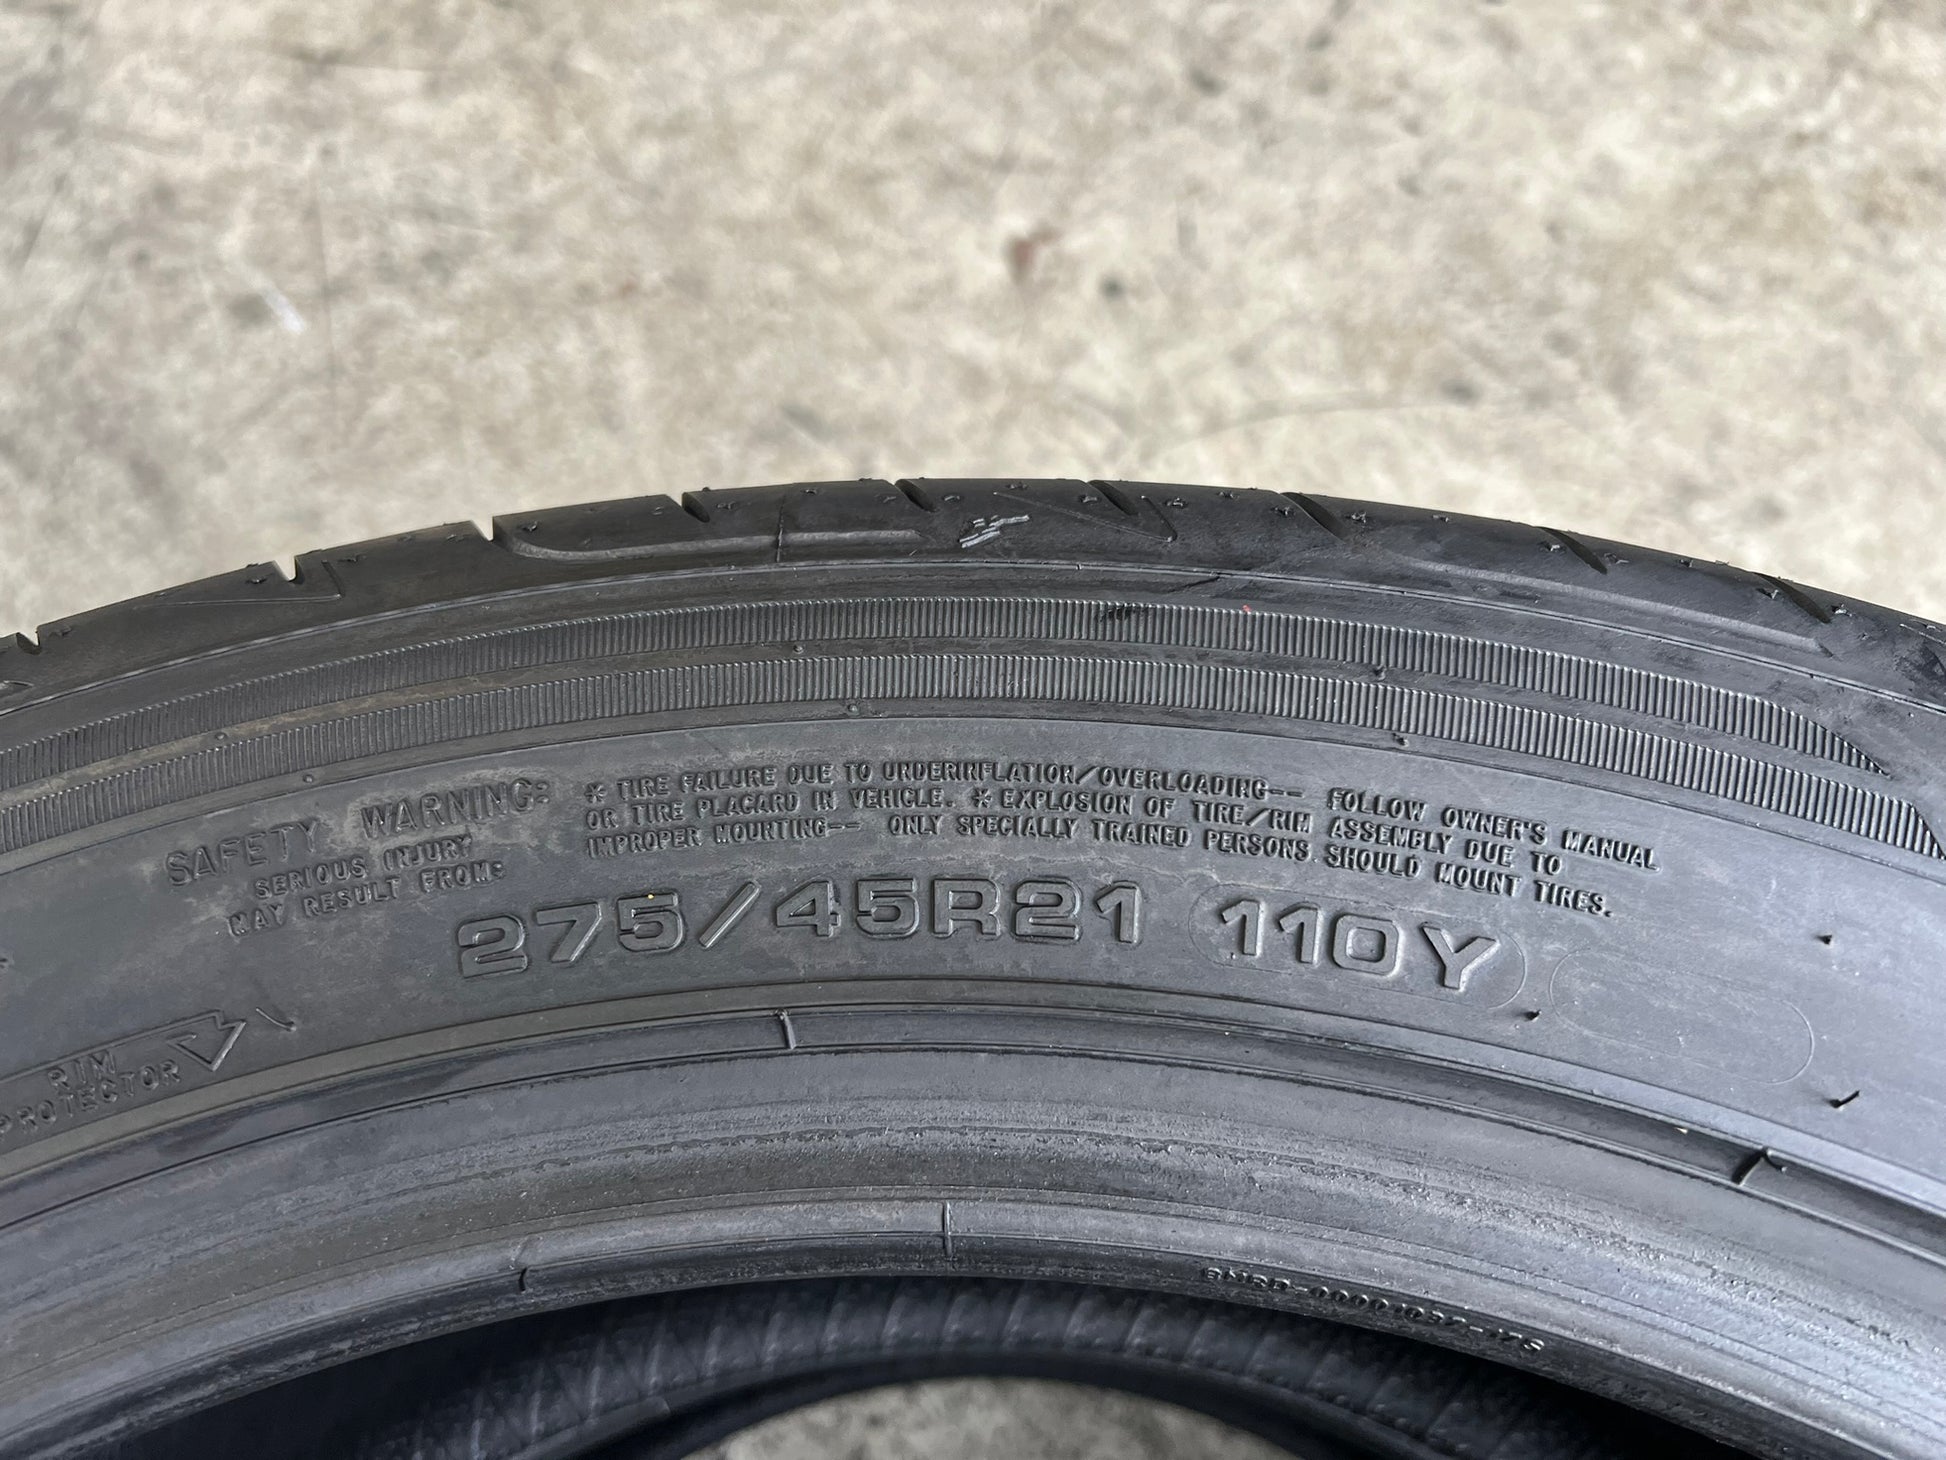 SAFETY WARNING:
SERIOUS INJURY
MAY RESULT FROM:
* TIRE FAILURE DUE TO UNDERINFLATION/OVERLOADING-- FOLLOW OWNER'S MANUAL
OR TIRE PLACARD IN VEHICLE. * EXPLOSION OF TIRE/RIM ASSEMBLY DUE TO
IMPROPER MOUNTING-- ONLY SPECIALLY TRAINED PERSONS SHOULD MOUNT TIRES.
275/45R21 110Y
RIM
PROTECTOR